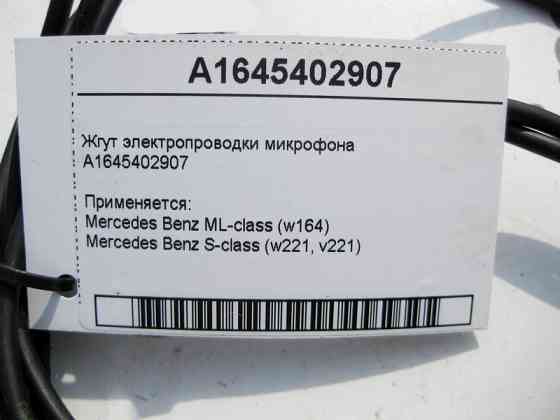 A1645402907
Жгут электропроводки микрофона
A1645402907
Применяется:
Mercedes Benz ML-class (w164)
Mercedes Benz S-class (w221, v221)